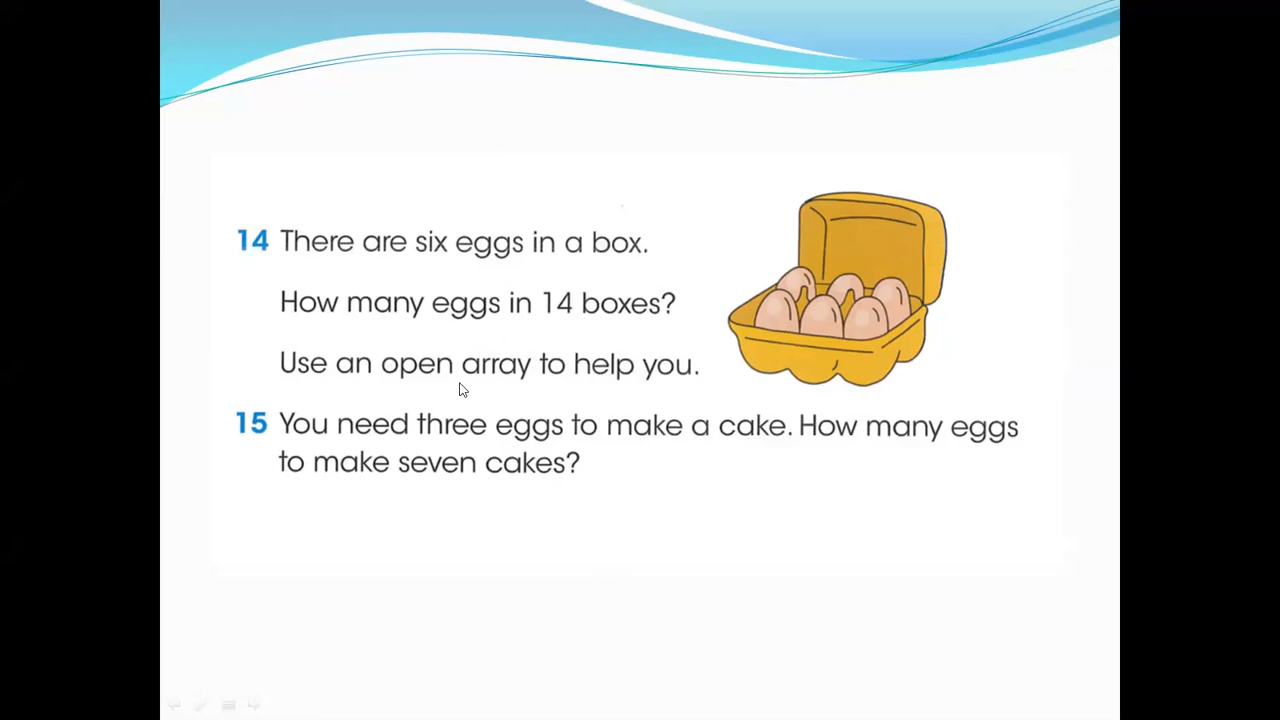 14 There are six eggs in a box.
How many eggs in 14 boxes?
Use an open array to help you.
15 You need three eggs to make a cake. How many eggs
to make seven cakes?